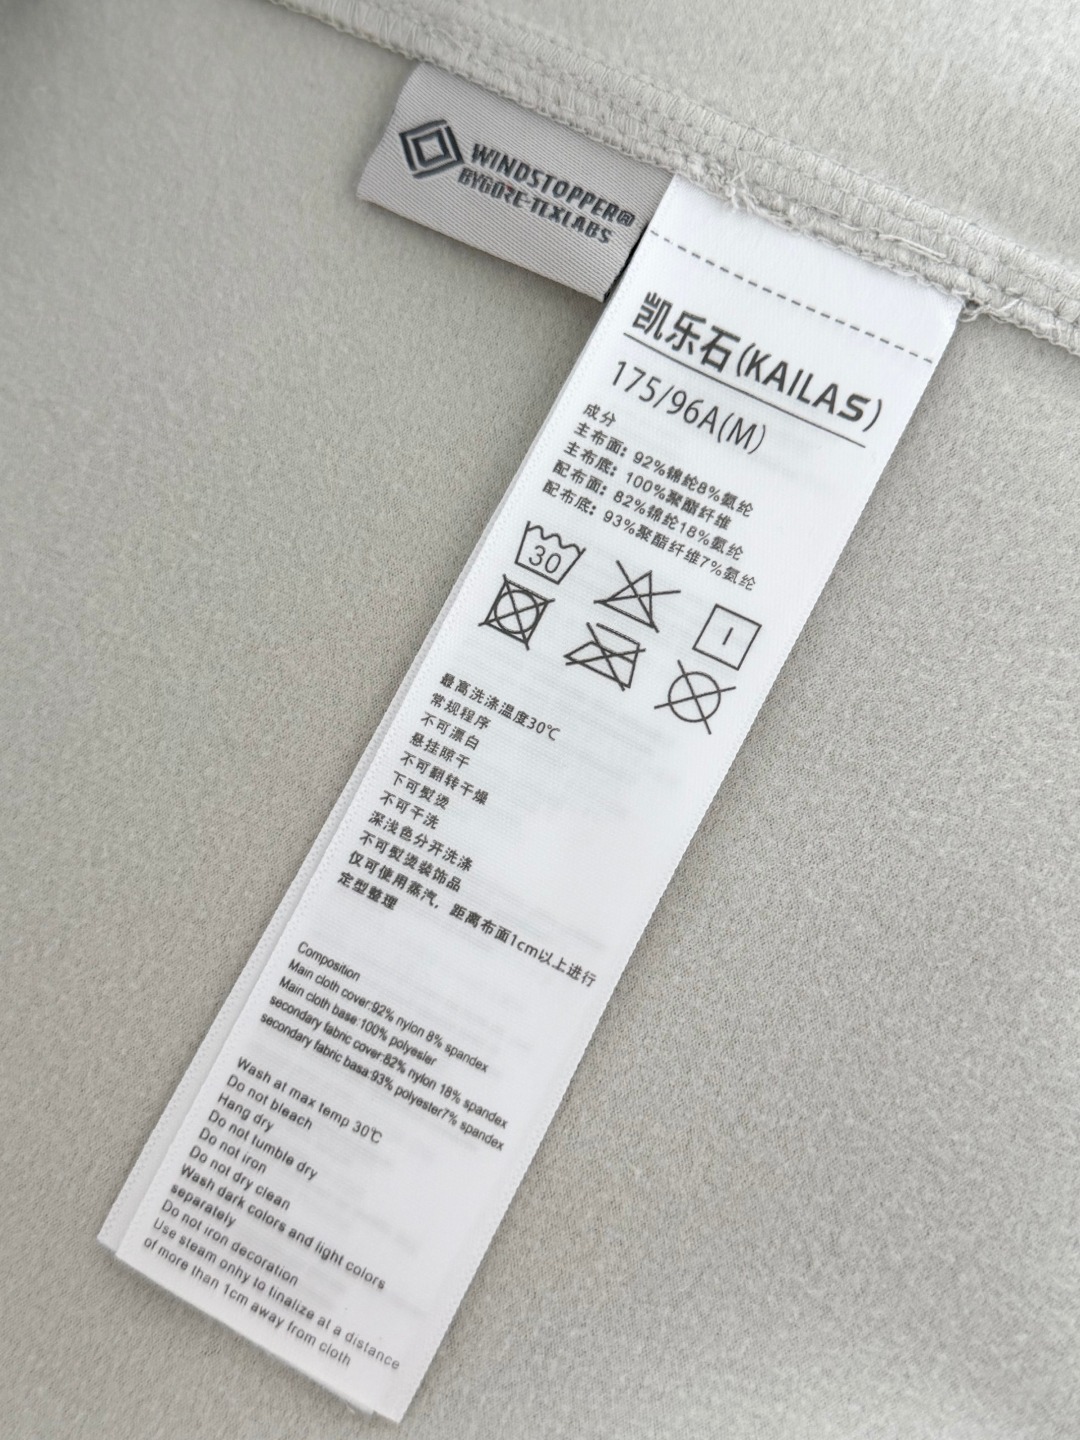 WINDSTOPPER®
BYGORE-TEXLABS
凯乐石(KAILAS)
175/96A(M)
成分
主布面: 92%锦纶8%氨纶
主布底: 100%聚酯纤维
配布面: 82%锦纶18%氨纶
配布底: 93%聚酯纤维7%氨纶
30
最高洗涤温度30℃
常规程序
不可漂白
悬挂晾干
不可翻转干燥
下可熨烫
不可干洗
深浅色分开洗涤
不可熨烫装饰品
仅可使用蒸汽，距离布面1cm以上进行
定型整理
Composition
Main cloth cover:92% nylon 8% spandex
Main cloth base:100% polyesier
secondary fabric cover:82% nylon 18% spandex
secondary fabric basa:93% polyester7% spandex
Wash at max temp 30℃
Do not bleach
Hang dry
Do not tumble dry
Do not iron
Do not dry clean
Wash dark colors and light colors
separately
Do not iron decoration
Use steam onhy to tinalize at a distance
of more than 1cm away from cloth